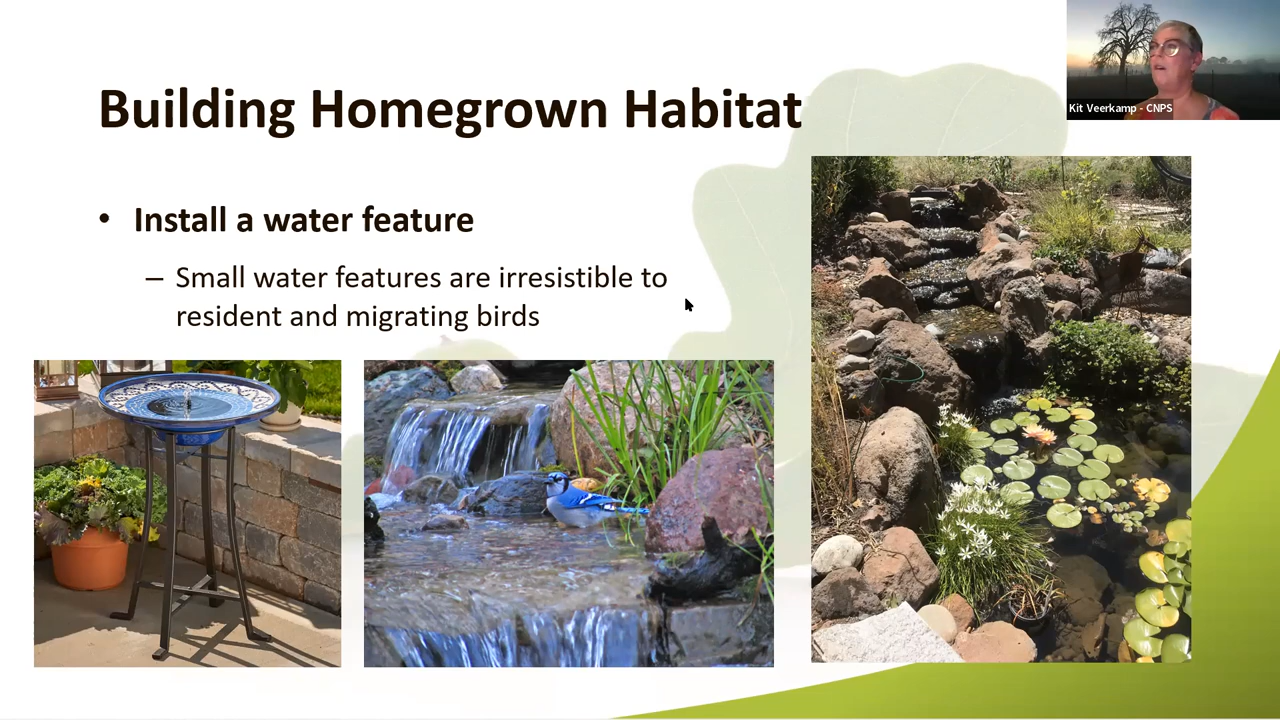 Building Homegrown Habitat
• Install a water feature
– Small water features are irresistible to
resident and migrating birds
Kit Veerkamp - CNPS